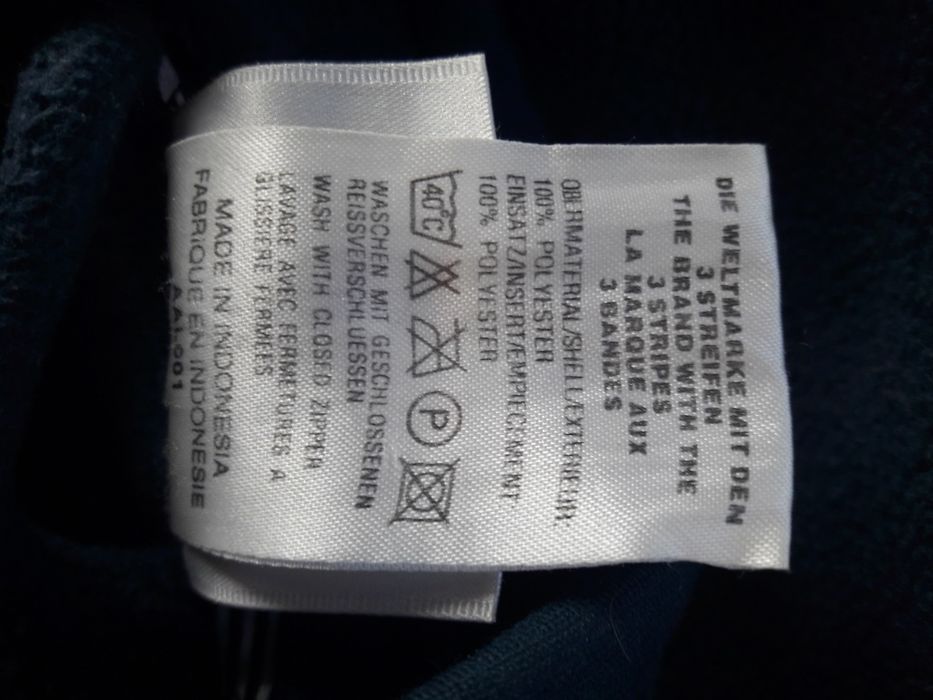 DIE WELTMARKE MIT DEN
3 STREIFEN
THE BRAND WITH THE
3 STRIPES
LA MARQUE AUX
3 BANDES
OBERMATERIAL/SHELL/EXTERIEUR
100% POLYESTER
EINSATZ/INSERT/EMPIECEMENT
100% POLYESTER
40°C P
WASCHEN MIT GESCHLOSSENEN
REISSVERSCHLUESSEN
WASH WITH CLOSED ZIPPER
LAVAGE AVEC FERMETURES A
GLISSIERE FERMEES
MADE IN INDONESIA
FABRIQUE EN INDONESIE